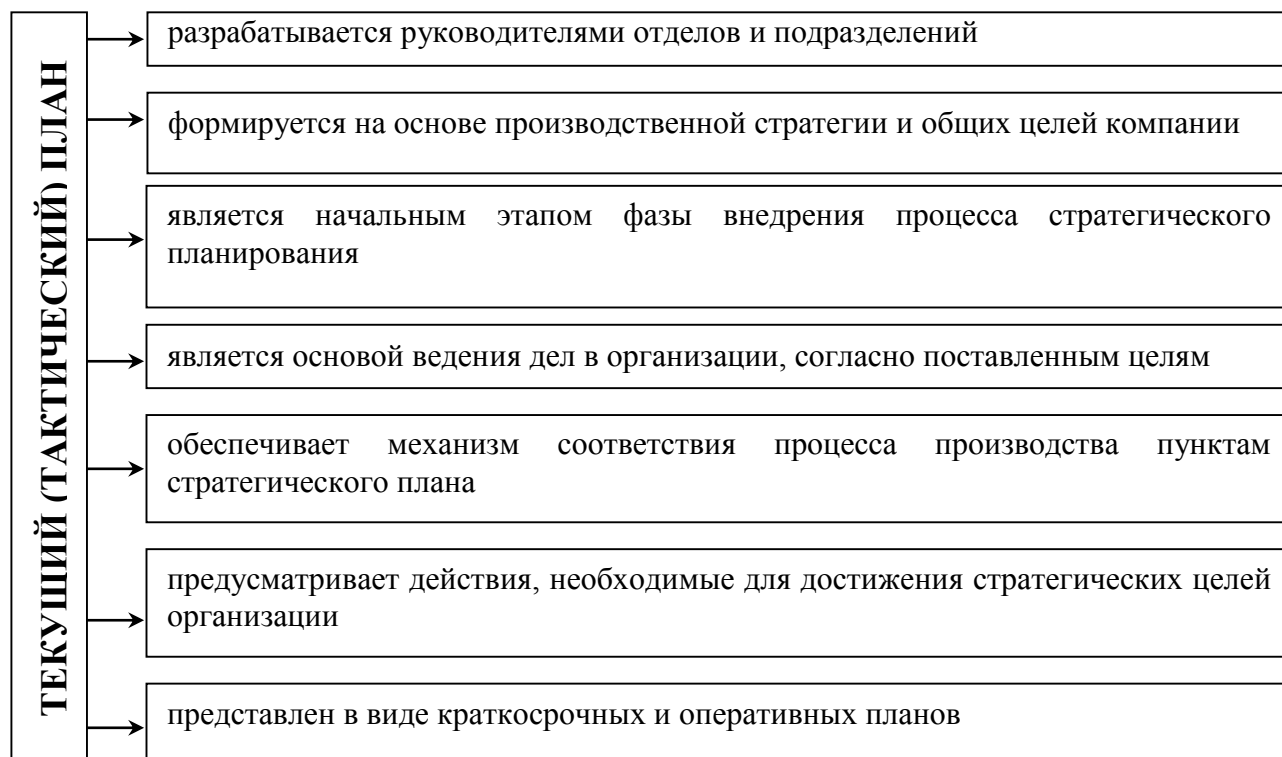 ТЕКУШИЙ (ТАКТИЧЕСКИЙ) ПЛАН
разрабатывается руководителями отделов и подразделений
формируется на основе производственной стратегии и общих целей компании
является начальным этапом фазы внедрения процесса стратегического
планирования
является основой ведения дел в организации, согласно поставленным целям
обеспечивает механизм соответствия процесса производства пунктам
стратегического плана
предусматривает действия, необходимые для достижения стратегических целей
организации
представлен в виде краткосрочных и оперативных планов